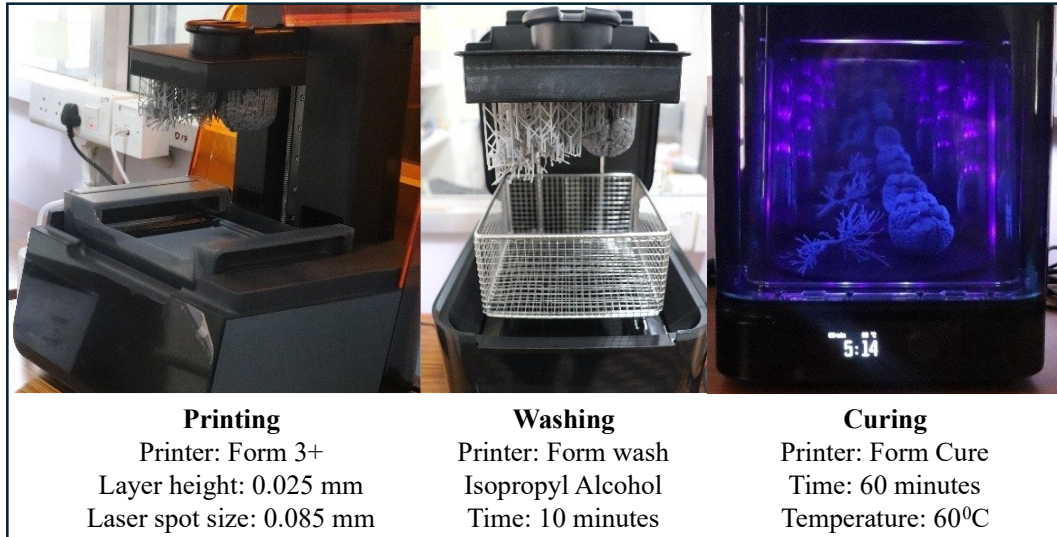 5:14
Printing
Printer: Form 3+
Layer height: 0.025 mm
Laser spot size: 0.085 mm
Washing
Printer: Form wash
Isopropyl Alcohol
Time: 10 minutes
Curing
Printer: Form Cure
Time: 60 minutes
Temperature: 60⁰C